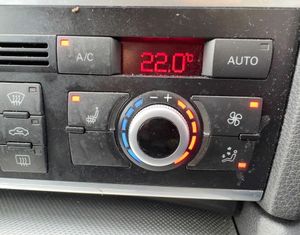 A/C
22.0°C
AUTO
- +